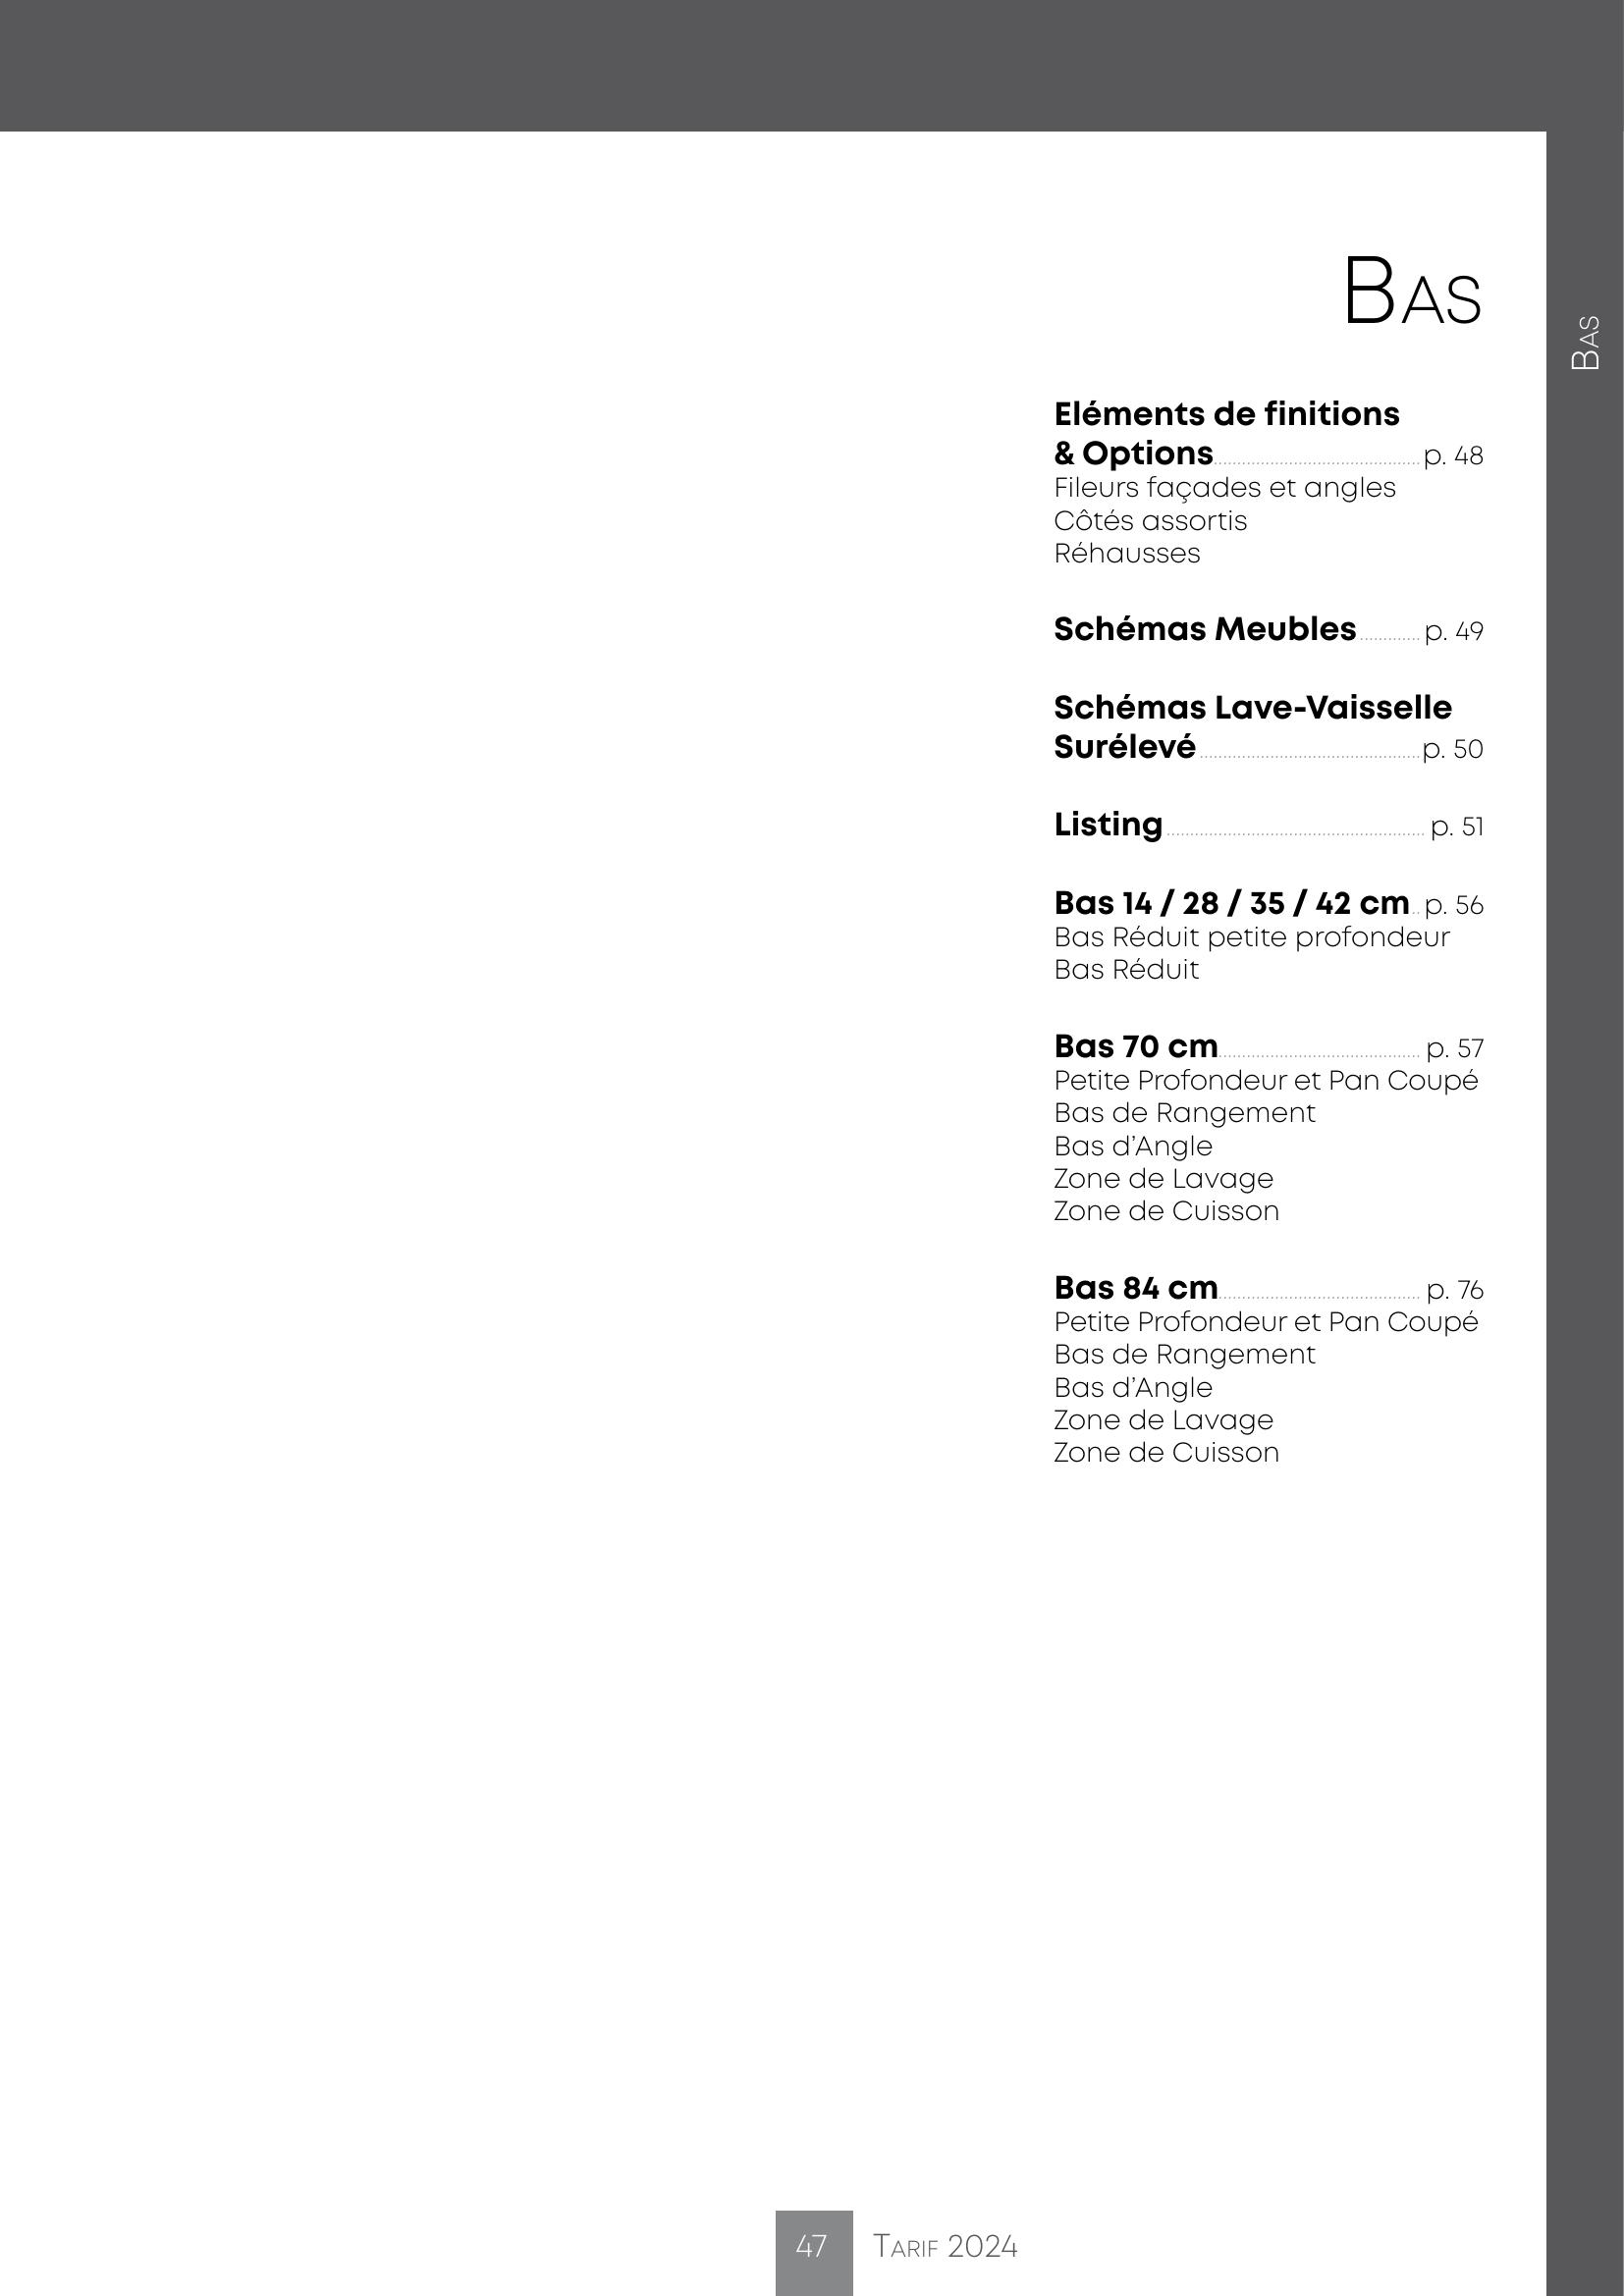 Bas
Bas
Eléments de finitions
& Options p. 48
Fileurs façades et angles
Côtés assortis
Réhausses
Schémas Meubles p. 49
Schémas Lave-Vaisselle
Surélevé p. 50
Listing p. 51
Bas 14 / 28 / 35 / 42 cm p. 56
Bas Réduit petite profondeur
Bas Réduit
Bas 70 cm p. 57
Petite Profondeur et Pan Coupé
Bas de Rangement
Bas d’Angle
Zone de Lavage
Zone de Cuisson
Bas 84 cm p. 76
Petite Profondeur et Pan Coupé
Bas de Rangement
Bas d’Angle
Zone de Lavage
Zone de Cuisson
47 Tarif 2024